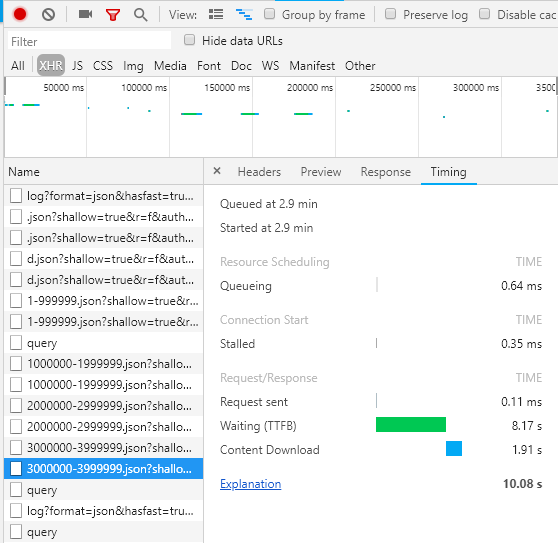 View: Group by frame Preserve log Disable cac
Filter Hide data URLs
All XHR JS CSS Img Media Font Doc WS Manifest Other
50000 ms 100000 ms 150000 ms 200000 ms 250000 ms 300000 ms 3500
Name × Headers Preview Response Timing
log?format=json&hasfast=tru...
.json?shallow=true&r=f&auth...
.json?shallow=true&r=f&auth...
d.json?shallow=true&r=f&aut...
d.json?shallow=true&r=f&aut...
1-999999.json?shallow=true&r...
1-999999.json?shallow=true&r...
query
1000000-1999999.json?shallo...
1000000-1999999.json?shallo...
2000000-2999999.json?shallo...
2000000-2999999.json?shallo...
3000000-3999999.json?shallo...
3000000-3999999.json?shallo...
query
log?format=json&hasfast=tru...
query
Queued at 2.9 min
Started at 2.9 min
Resource Scheduling TIME
Queueing 0.64 ms
Connection Start TIME
Stalled 0.35 ms
Request/Response TIME
Request sent 0.11 ms
Waiting (TTFB) 8.17 s
Content Download 1.91 s
Explanation 10.08 s